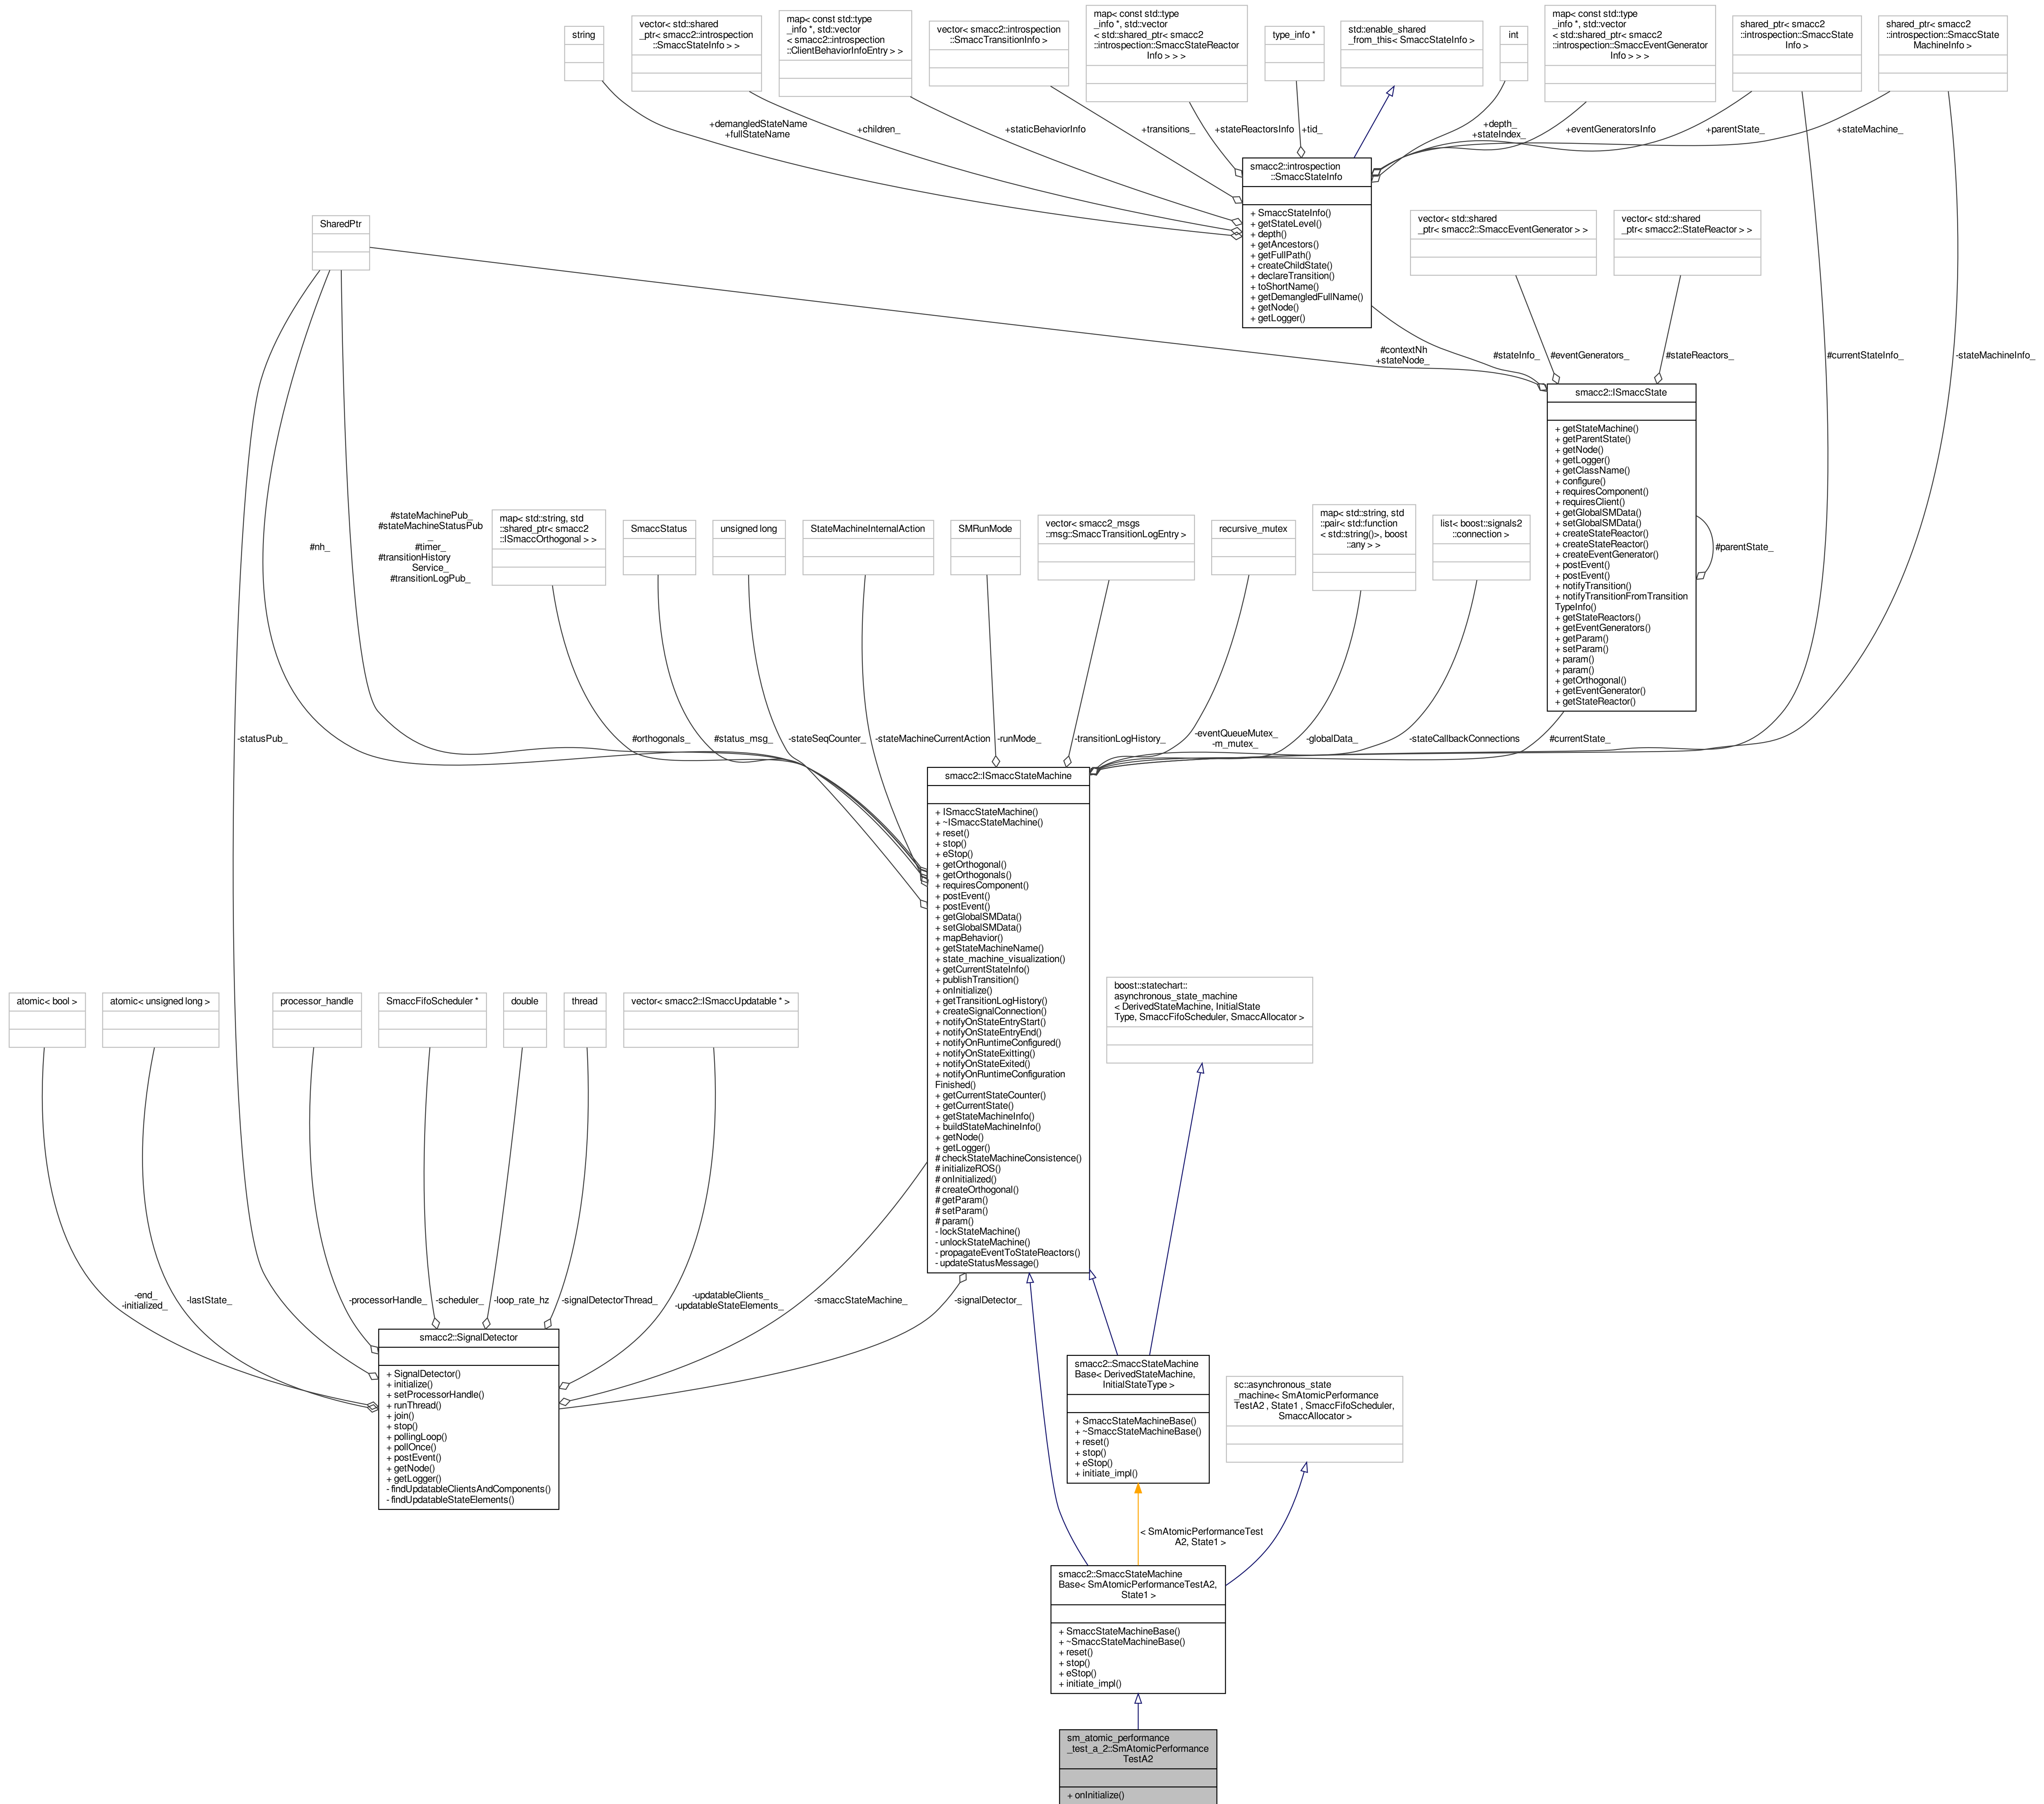 string
vector< std::shared
_ptr< smacc2::introspection
::SmaccStateInfo > >
map< const std::type
_info *, std::vector
< smacc2::introspection
::ClientBehaviorInfoEntry > >
vector< smacc2::introspection
::SmaccTransitionInfo >
map< const std::type
_info *, std::vector
< std::shared_ptr< smacc2
::introspection::SmaccStateReactor
Info > > >
type_info *
std::enable_shared
_from_this< SmaccStateInfo >
int
map< const std::type
_info *, std::vector
< std::shared_ptr< smacc2
::introspection::SmaccEventGenerator
Info > > >
shared_ptr< smacc2
::introspection::SmaccState
Info >
shared_ptr< smacc2
::introspection::SmaccState
MachineInfo >
+demangledStateName
+fullStateName
+children_
+staticBehaviorInfo
+transitions_
+stateReactorsInfo
+tid_
+depth_
+stateIndex_
+eventGeneratorsInfo
+parentState_
+stateMachine_
smacc2::introspection
::SmaccStateInfo
+ SmaccStateInfo()
+ getStateLevel()
+ depth()
+ getAncestors()
+ getFullPath()
+ createChildState()
+ declareTransition()
+ toShortName()
+ getDemangledFullName()
+ getNode()
+ getLogger()
SharedPtr
vector< std::shared
_ptr< smacc2::SmaccEventGenerator > >
vector< std::shared
_ptr< smacc2::StateReactor > >
#contextNh
+stateNode_
#stateInfo_
#eventGenerators_
#stateReactors_
#currentStateInfo_
-stateMachineInfo_
smacc2::ISmaccState
+ getStateMachine()
+ getParentState()
+ getNode()
+ getLogger()
+ getClassName()
+ configure()
+ requiresComponent()
+ requiresClient()
+ getGlobalSMData()
+ setGlobalSMData()
+ createStateReactor()
+ createStateReactor()
+ createEventGenerator()
+ postEvent()
+ postEvent()
+ notifyTransition()
+ notifyTransitionFromTransition
TypeInfo()
+ getStateReactors()
+ getEventGenerators()
+ getParam()
+ setParam()
+ param()
+ param()
+ getOrthogonal()
+ getEventGenerator()
+ getStateReactor()
#parentState_
#nh_
#stateMachinePub_
#stateMachineStatusPub
_
#timer_
#transitionHistory
Service_
#transitionLogPub_
map< std::string, std
::shared_ptr< smacc2
::ISmaccOrthogonal > >
SmaccStatus
unsigned long
StateMachineInternalAction
SMRunMode
vector< smacc2_msgs
::msg::SmaccTransitionLogEntry >
recursive_mutex
map< std::string, std
::pair< std::function
< std::string()>, boost
::any > >
list< boost::signals2
::connection >
-statusPub_
#orthogonals_
#status_msg_
-stateSeqCounter_
-stateMachineCurrentAction
-runMode_
-transitionLogHistory_
-eventQueueMutex_
-m_mutex_
-globalData_
-stateCallbackConnections
#currentState_
smacc2::ISmaccStateMachine
+ ISmaccStateMachine()
+ ~ISmaccStateMachine()
+ reset()
+ stop()
+ eStop()
+ getOrthogonal()
+ getOrthogonals()
+ requiresComponent()
+ postEvent()
+ postEvent()
+ getGlobalSMData()
+ setGlobalSMData()
+ mapBehavior()
+ getStateMachineName()
+ state_machine_visualization()
+ getCurrentStateInfo()
+ publishTransition()
+ onInitialize()
+ getTransitionLogHistory()
+ createSignalConnection()
+ notifyOnStateEntryStart()
+ notifyOnStateEntryEnd()
+ notifyOnRuntimeConfigured()
+ notifyOnStateExitting()
+ notifyOnStateExited()
+ notifyOnRuntimeConfiguration
Finished()
+ getCurrentStateCounter()
+ getCurrentState()
+ getStateMachineInfo()
+ buildStateMachineInfo()
+ getNode()
+ getLogger()
# checkStateMachineConsistence()
# initializeROS()
# onInitialized()
# createOrthogonal()
# getParam()
# setParam()
# param()
- lockStateMachine()
- unlockStateMachine()
- propagateEventToStateReactors()
- updateStatusMessage()
atomic< bool >
atomic< unsigned long >
processor_handle
SmaccFifoScheduler *
double
thread
vector< smacc2::ISmaccUpdatable * >
boost::statechart::
asynchronous_state_machine
< DerivedStateMachine, InitialState
Type, SmaccFifoScheduler, SmaccAllocator >
-end_
-initialized_
-lastState_
-processorHandle_
-scheduler_
-loop_rate_hz
-signalDetectorThread_
-updatableClients_
-updatableStateElements_
-smaccStateMachine_
-signalDetector_
smacc2::SignalDetector
+ SignalDetector()
+ initialize()
+ setProcessorHandle()
+ runThread()
+ join()
+ stop()
+ pollingLoop()
+ pollOnce()
+ postEvent()
+ getNode()
+ getLogger()
- findUpdatableClientsAndComponents()
- findUpdatableStateElements()
smacc2::SmaccStateMachine
Base< DerivedStateMachine,
InitialStateType >
+ SmaccStateMachineBase()
+ ~SmaccStateMachineBase()
+ reset()
+ stop()
+ eStop()
+ initiate_impl()
sc::asynchronous_state
_machine< SmAtomicPerformance
TestA2 , State1 , SmaccFifoScheduler,
SmaccAllocator >
< SmAtomicPerformanceTest
A2, State1 >
smacc2::SmaccStateMachine
Base< SmAtomicPerformanceTestA2,
State1 >
+ SmaccStateMachineBase()
+ ~SmaccStateMachineBase()
+ reset()
+ stop()
+ eStop()
+ initiate_impl()
sm_atomic_performance
_test_a_2::SmAtomicPerformance
TestA2
+ onInitialize()